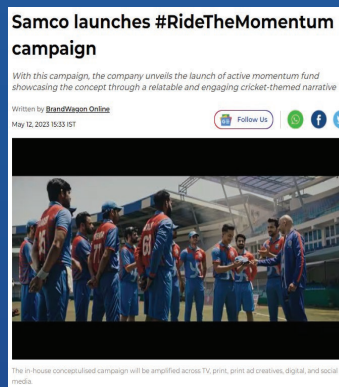 Samco launches #RideTheMomentum
campaign
With this campaign, the company unveils the launch of active momentum fund
showcasing the concept through a relatable and engaging cricket-themed narrative
Written by BrandWagon Online
May 12, 2023 15:33 IST
Follow Us
The in-house conceptulised campaign will be amplified across TV, print, print ad creatives, digital, and social
media.